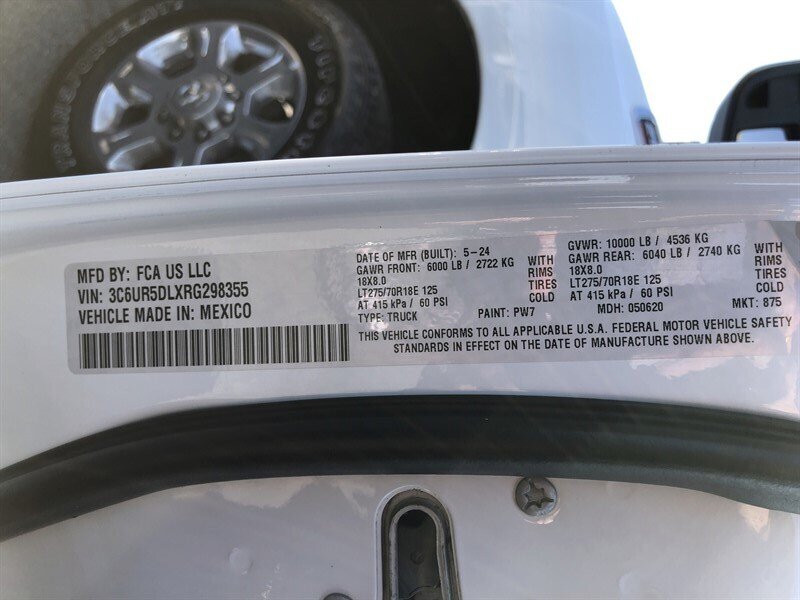 TRANSFORCE AT2
MFD BY: FCA US LLC
VIN: 3C6UR5DLXRG298355
VEHICLE MADE IN: MEXICO
DATE OF MFR (BUILT): 5-24
GAWR FRONT: 6000 LB / 2722 KG WITH
18X8.0 RIMS
LT275/70R18E 125 TIRES
AT 415 kPa / 60 PSI COLD
TYPE: TRUCK PAINT: PW7
GVWR: 10000 LB / 4536 KG
GAWR REAR: 6040 LB / 2740 KG WITH
18X8.0 RIMS
LT275/70R18E 125 TIRES
AT 415 kPa / 60 PSI COLD
MDH: 050620 MKT: 875
THIS VEHICLE CONFORMS TO ALL APPLICABLE U.S.A. FEDERAL MOTOR VEHICLE SAFETY
STANDARDS IN EFFECT ON THE DATE OF MANUFACTURE SHOWN ABOVE.